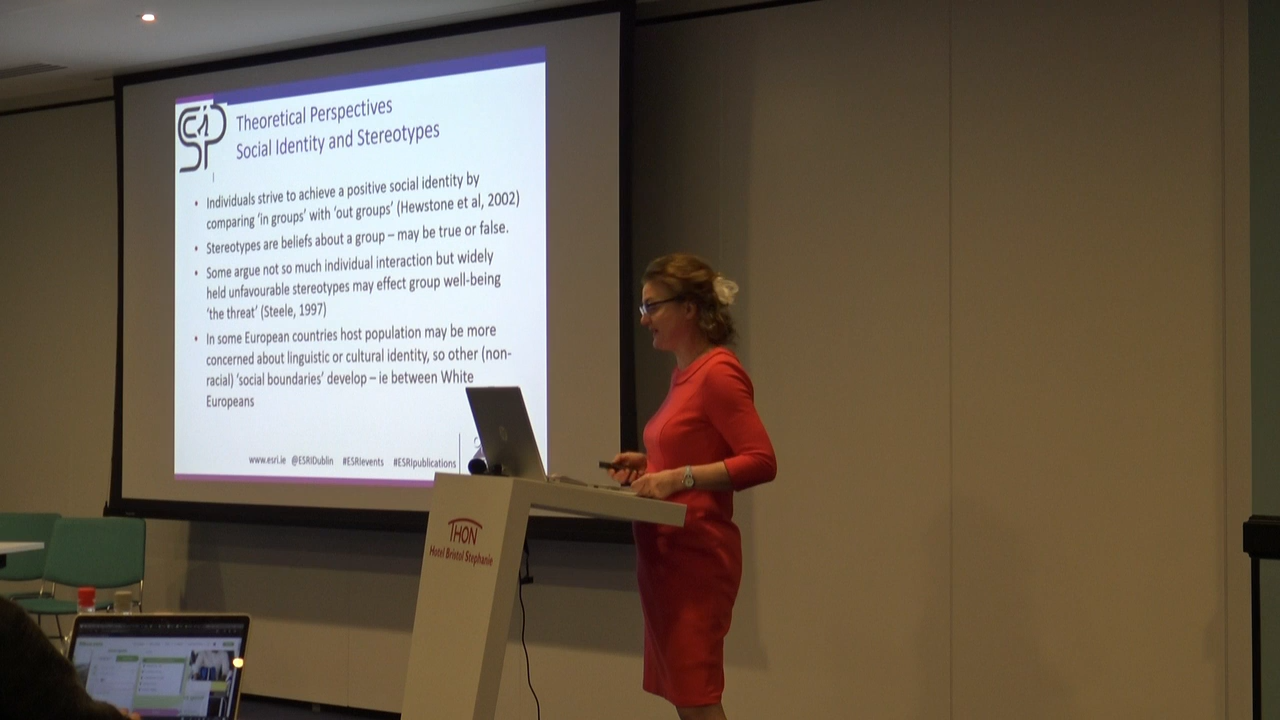 Theoretical Perspectives
Social Identity and Stereotypes
• Individuals strive to achieve a positive social identity by
comparing ‘in groups’ with ‘out groups’ (Hewstone et al, 2002)
• Stereotypes are beliefs about a group – may be true or false.
• Some argue not so much individual interaction but widely
held unfavourable stereotypes may effect group well-being
‘the threat’ (Steele, 1997)
• In some European countries host population may be more
concerned about linguistic or cultural identity, so other (non-
racial) ‘social boundaries’ develop – ie between White
Europeans
www.esri.ie @ESRIDublin #ESRIevents #ESRIpublications
THON
Hotel Bristol Stephanie